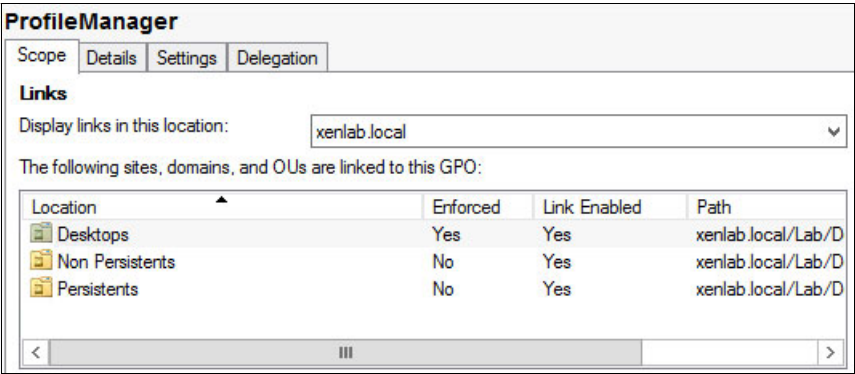 ProfileManager
Scope Details Settings Delegation
Links
Display links in this location: xenlab.local
The following sites, domains, and OUs are linked to this GPO:
Location Enforced Link Enabled Path
Desktops Yes Yes xenlab.local/Lab/D
Non Persistents No Yes xenlab.local/Lab/D
Persistents No Yes xenlab.local/Lab/D